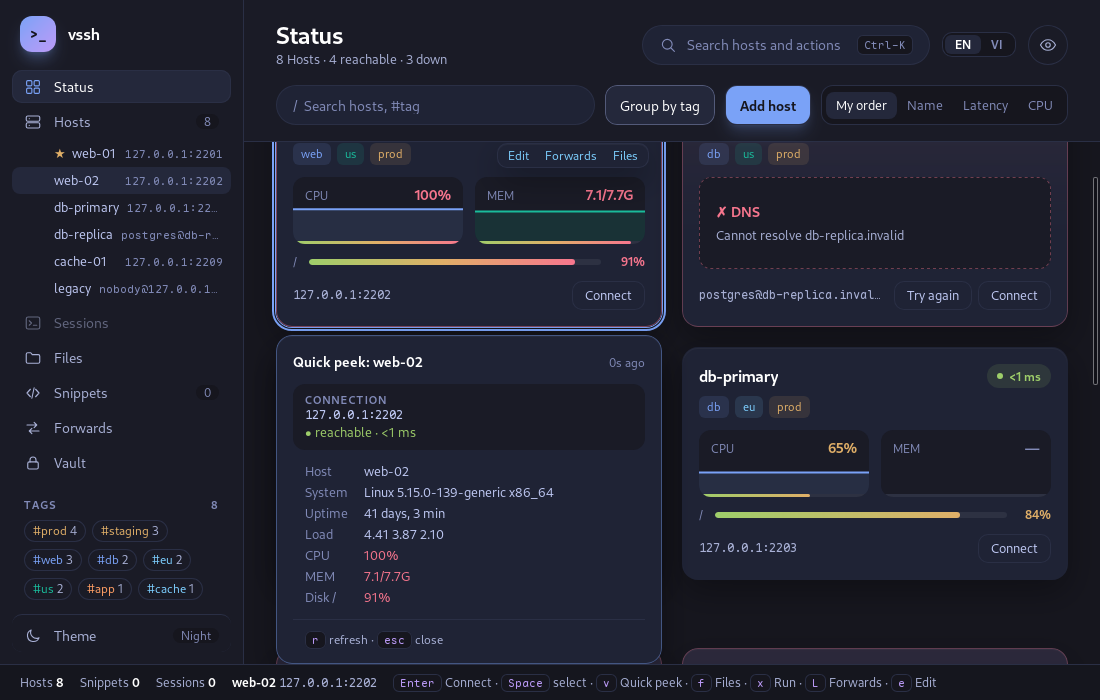 >_ vssh
Status
Hosts 8
★ web-01 127.0.0.1:2201
web-02 127.0.0.1:2202
db-primary 127.0.0.1:22…
db-replica postgres@db-r…
cache-01 127.0.0.1:2209
legacy nobody@127.0.0.1…
Sessions
Files
Snippets 0
Forwards
Vault
TAGS 8
#prod 4 #staging 3
#web 3 #db 2 #eu 2
#us 2 #app 1 #cache 1
Theme Night
Status
8 Hosts · 4 reachable · 3 down
Search hosts and actions Ctrl-K
EN VI
/ Search hosts, #tag
Group by tag
Add host
My order Name Latency CPU
web us prod
Edit Forwards Files
CPU 100%
MEM 7.1/7.7G
/ 91%
127.0.0.1:2202
Connect
db us prod
✗ DNS
Cannot resolve db-replica.invalid
postgres@db-replica.inval…
Try again
Connect
Quick peek: web-02 0s ago
CONNECTION
127.0.0.1:2202
● reachable · <1 ms
Host web-02
System Linux 5.15.0-139-generic x86_64
Uptime 41 days, 3 min
Load 4.41 3.87 2.10
CPU 100%
MEM 7.1/7.7G
Disk / 91%
r refresh · esc close
db-primary ● <1 ms
db eu prod
CPU 65%
MEM —
/ 84%
127.0.0.1:2203
Connect
Hosts 8 Snippets 0 Sessions 0 web-02 127.0.0.1:2202 Enter Connect · Space select · v Quick peek · f Files · x Run · L Forwards · e Edit